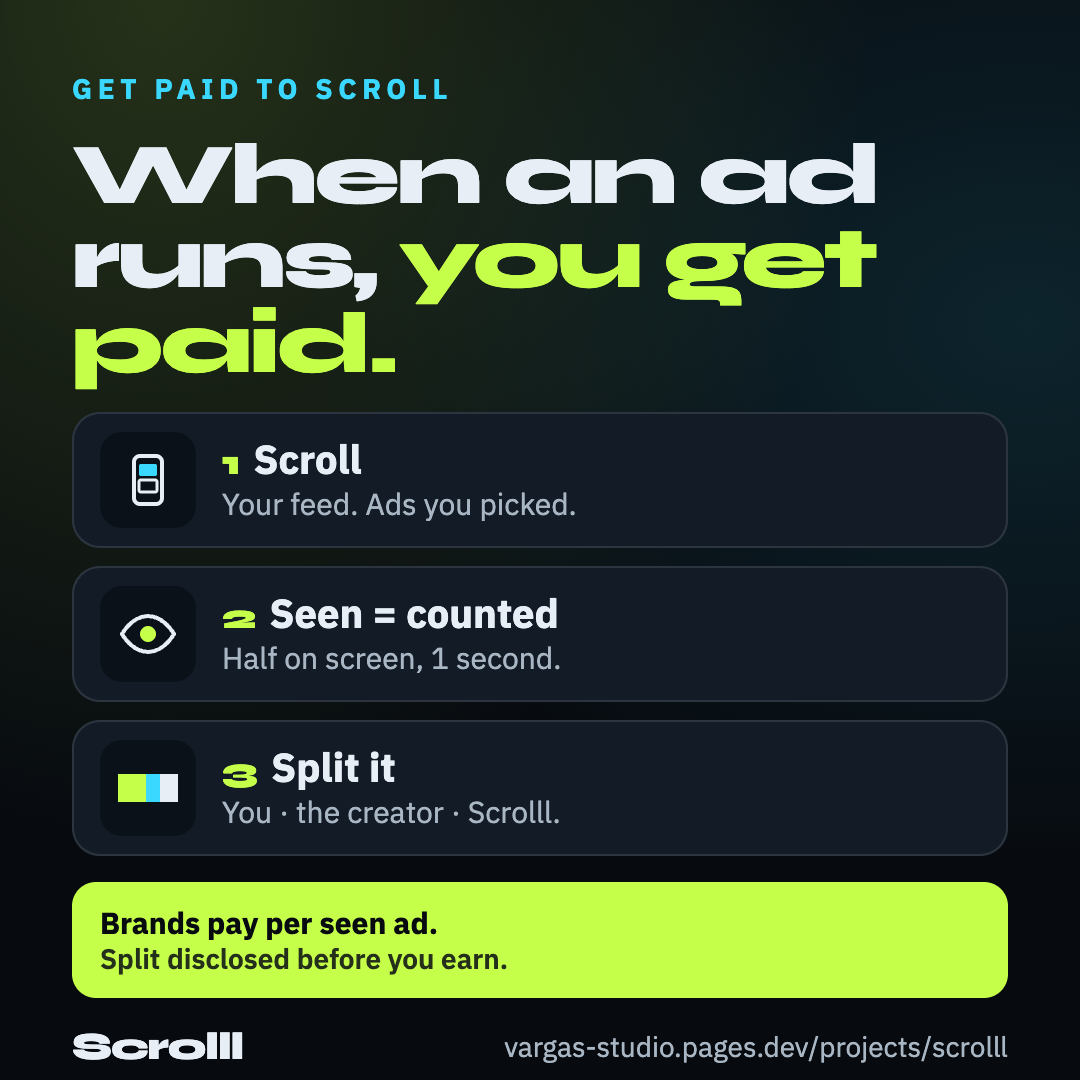 GET PAID TO SCROLL
When an ad
runs, you get
paid.
1 Scroll
Your feed. Ads you picked.
2 Seen = counted
Half on screen, 1 second.
3 Split it
You · the creator · Scrolll.
Brands pay per seen ad.
Split disclosed before you earn.
Scrolll
vargas-studio.pages.dev/projects/scrolll